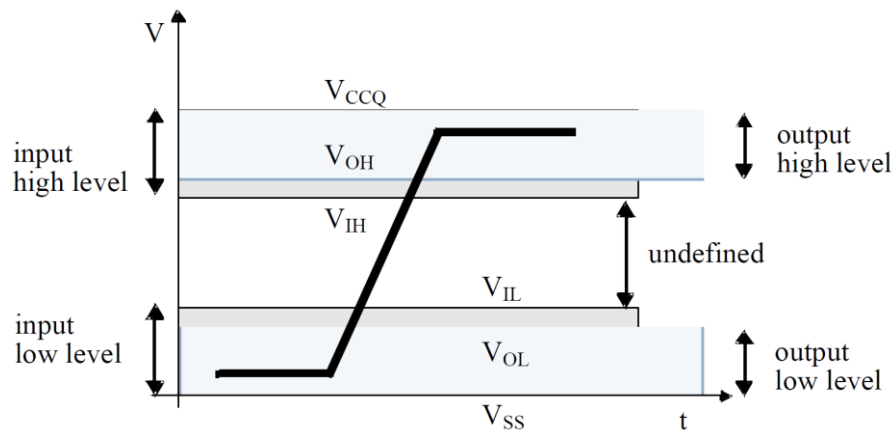 V
V_CCQ
input
high level
V_OH
output
high level
V_IH
undefined
V_IL
input
low level
V_OL
output
low level
V_SS
t